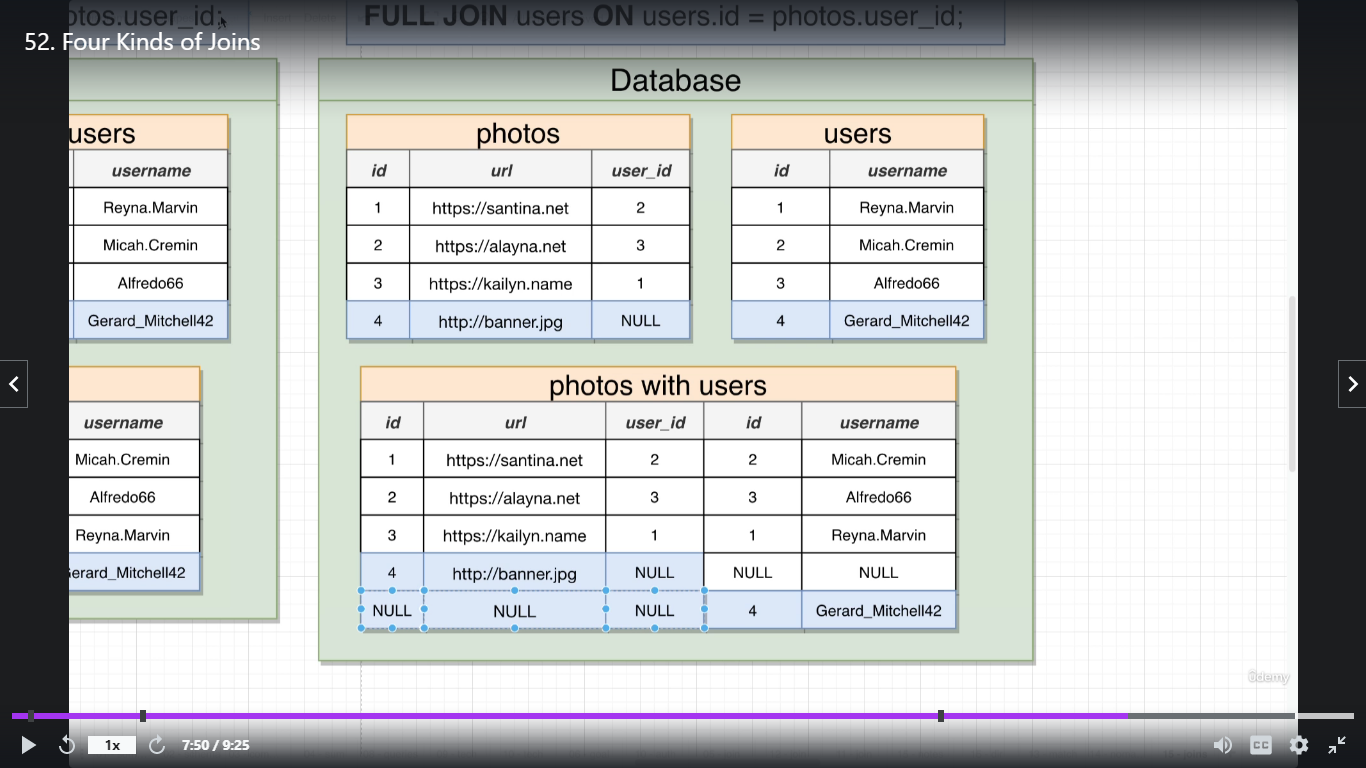 otos.user_id;
FULL JOIN users ON users.id = photos.user_id;
52. Four Kinds of Joins
users
username
Reyna.Marvin
Micah.Cremin
Alfredo66
Gerard_Mitchell42
username
Micah.Cremin
Alfredo66
Reyna.Marvin
erard_Mitchell42
Database
photos
id url user_id
1 https://santina.net 2
2 https://alayna.net 3
3 https://kailyn.name 1
4 http://banner.jpg NULL
users
id username
1 Reyna.Marvin
2 Micah.Cremin
3 Alfredo66
4 Gerard_Mitchell42
photos with users
id url user_id id username
1 https://santina.net 2 2 Micah.Cremin
2 https://alayna.net 3 3 Alfredo66
3 https://kailyn.name 1 1 Reyna.Marvin
4 http://banner.jpg NULL NULL NULL
NULL NULL NULL 4 Gerard_Mitchell42
ûdemy
1x 7:50 / 9:25 CC